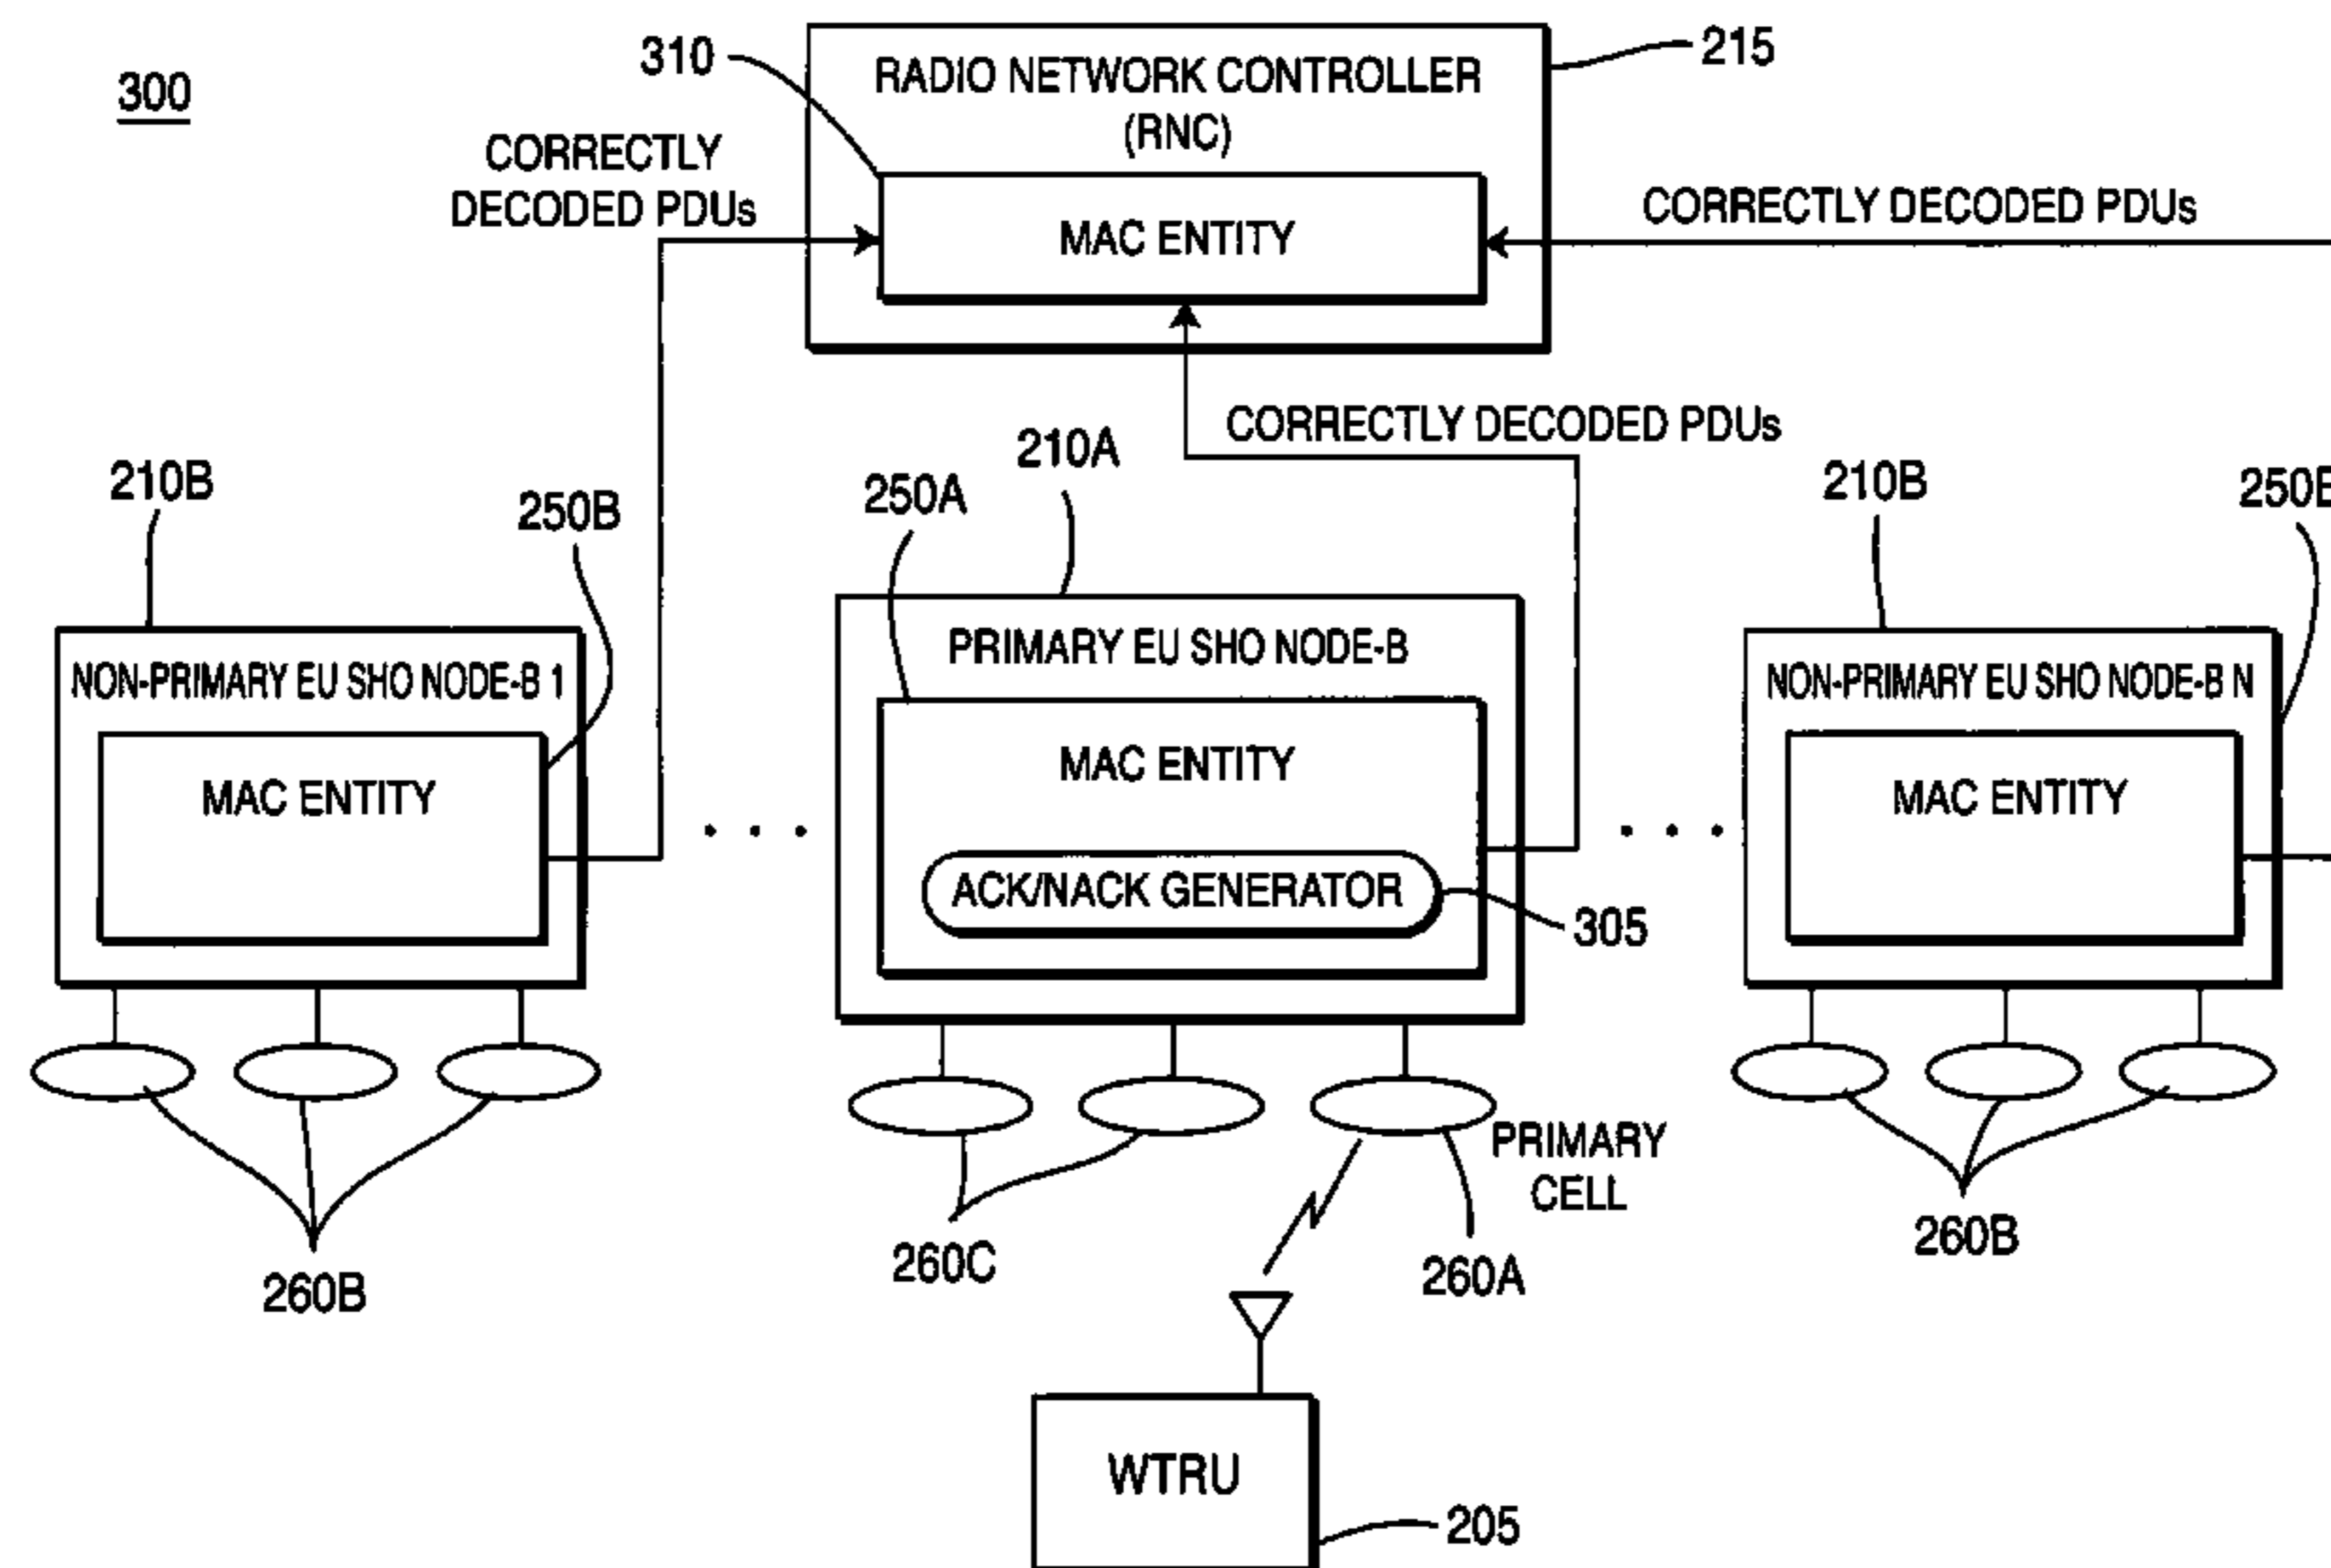 300
310
RADIO NETWORK CONTROLLER
(RNC)
215
CORRECTLY
DECODED PDUs
MAC ENTITY
CORRECTLY DECODED PDUs
CORRECTLY DECODED PDUs
210B
250B
250A
210A
210B
250B
NON-PRIMARY EU SHO NODE-B 1
MAC ENTITY
PRIMARY EU SHO NODE-B
MAC ENTITY
ACK/NACK GENERATOR
305
NON-PRIMARY EU SHO NODE-B N
MAC ENTITY
. . .
. . .
260B
260C
PRIMARY
CELL
260A
260B
WTRU
205